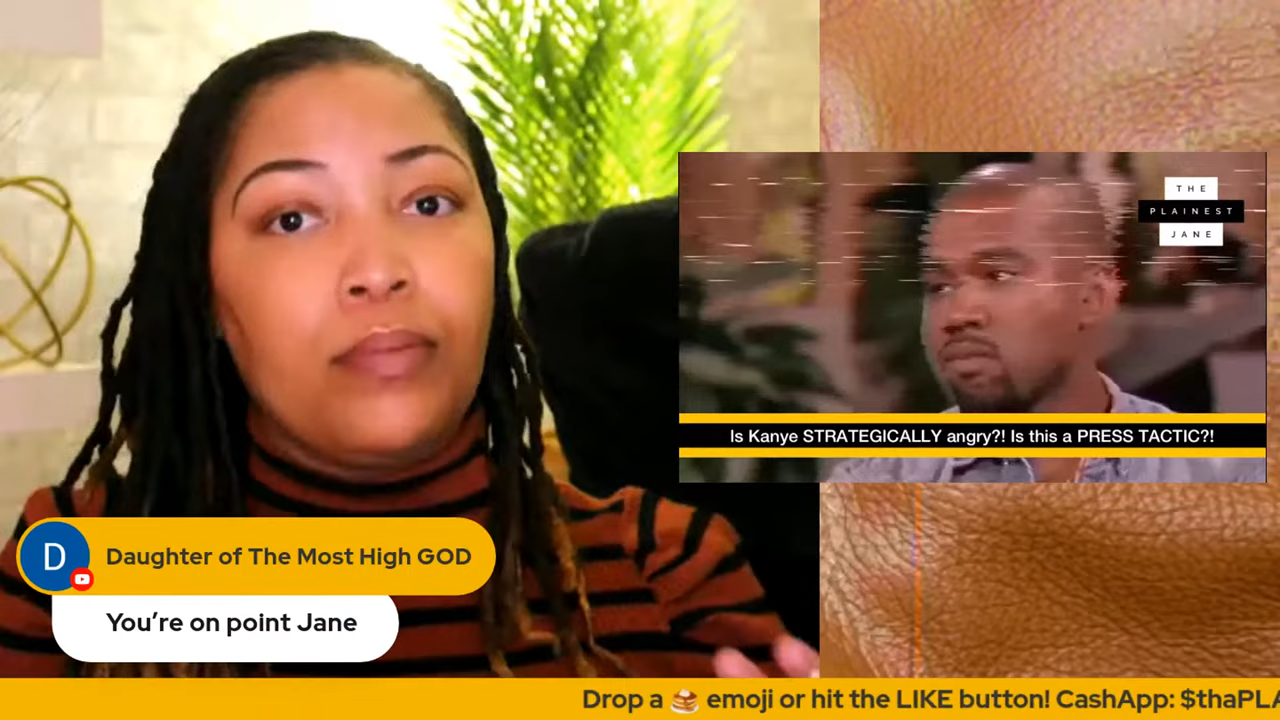 THE
PLAINEST
JANE
Is Kanye STRATEGICALLY angry?! Is this a PRESS TACTIC?!
D
Daughter of The Most High GOD
You’re on point Jane
Drop a 🥞 emoji or hit the LIKE button! CashApp: $thaPLA